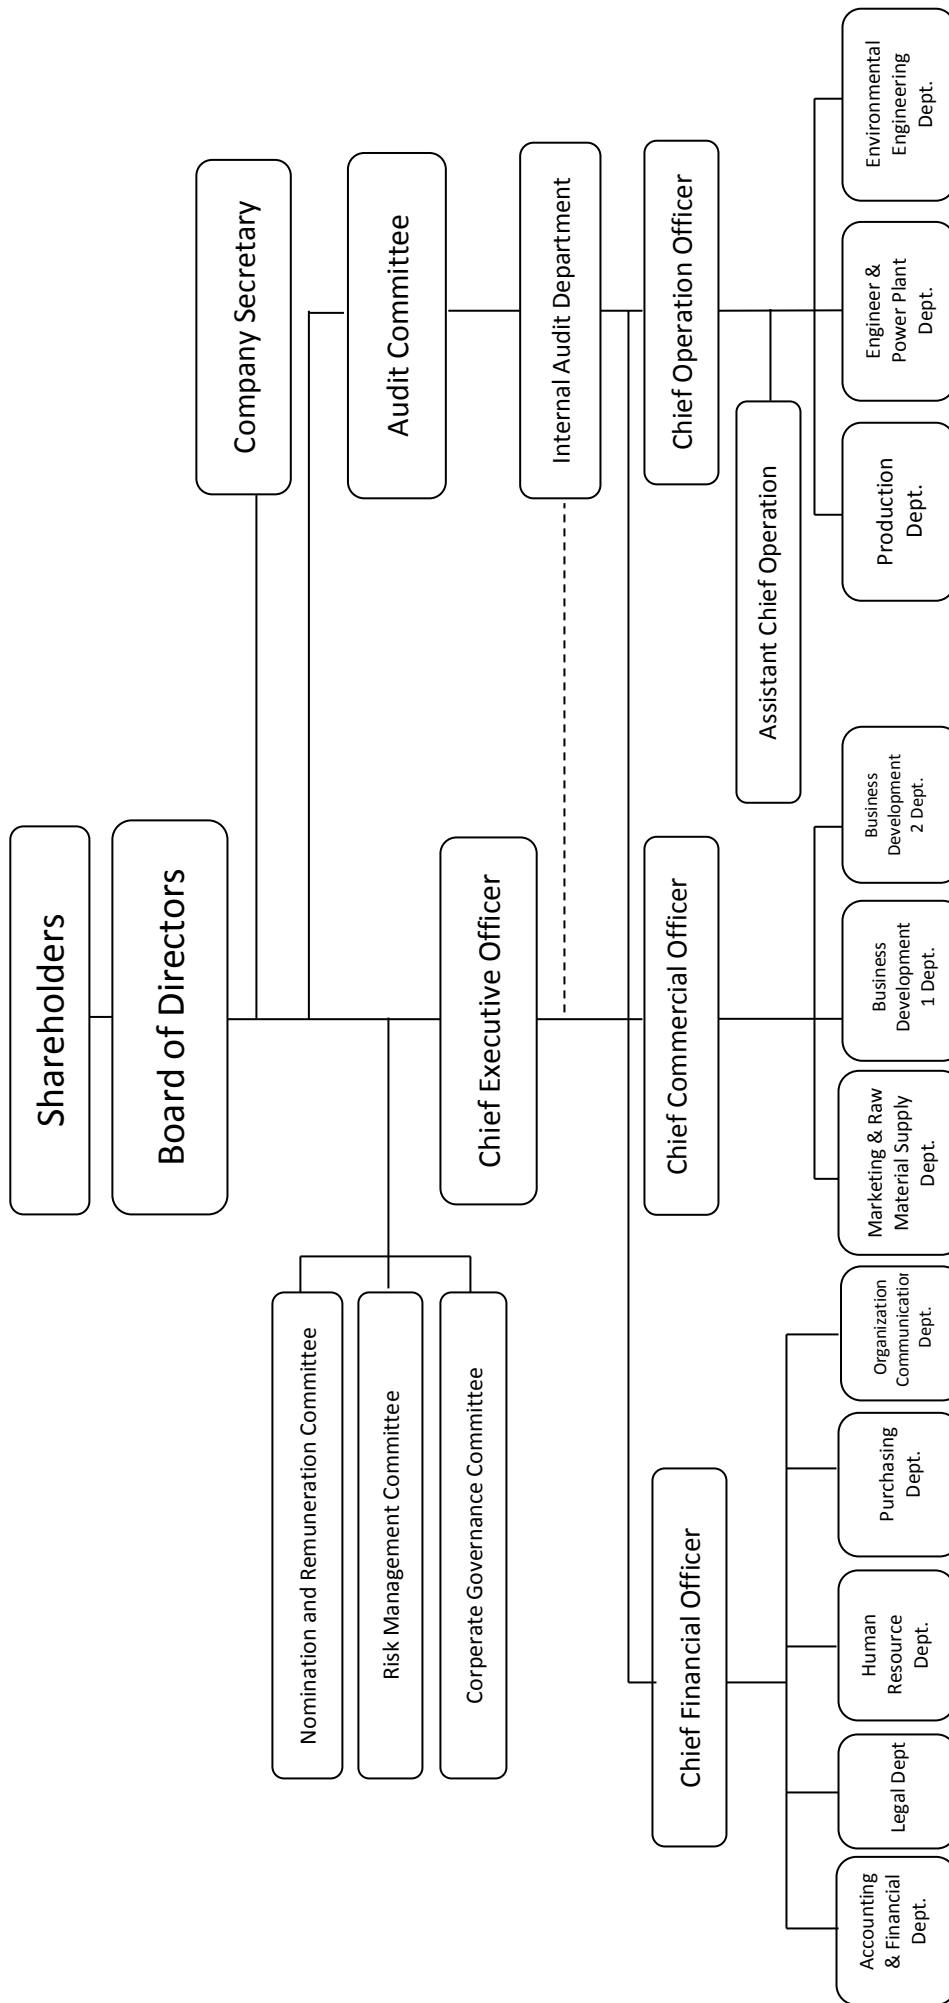 Shareholders
Board of Directors
Company Secretary
Nomination and Remuneration Committee
Risk Management Committee
Corperate Governance Committee
Audit Committee
Chief Executive Officer
Internal Audit Department
Chief Financial Officer
Chief Commercial Officer
Chief Operation Officer
Assistant Chief Operation
Accounting
& Financial
Dept.
Legal Dept
Human
Resource
Dept.
Purchasing
Dept.
Organization
Communication
Dept.
Marketing & Raw
Material Supply
Dept.
Business
Development
1 Dept.
Business
Development
2 Dept.
Production
Dept.
Engineer &
Power Plant
Dept.
Environmental
Engineering
Dept.